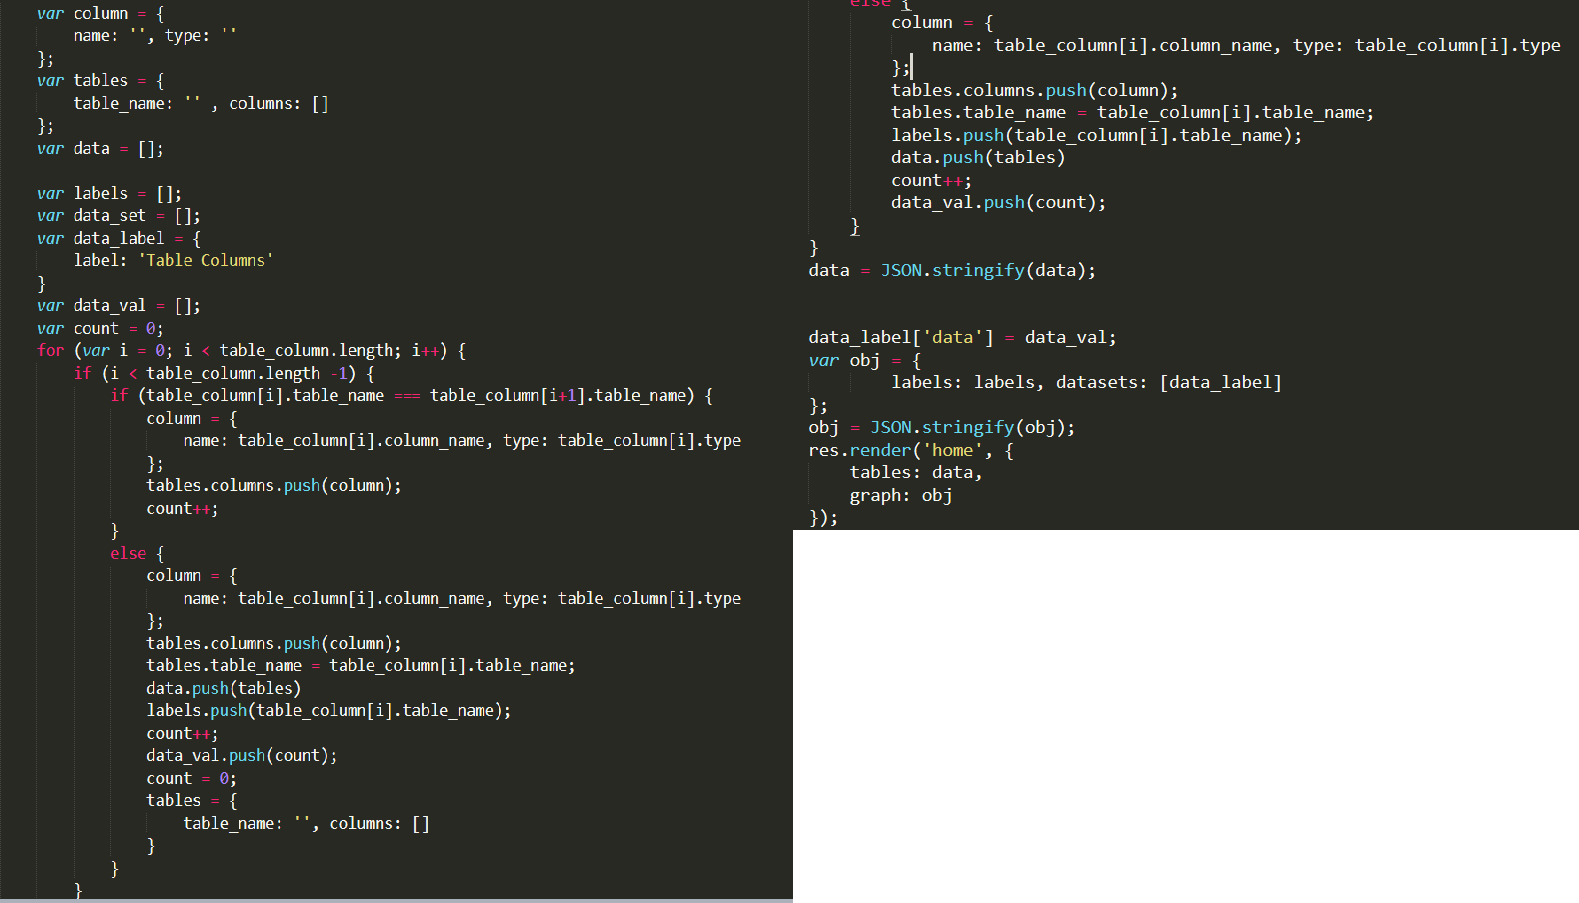 var column = {
name: '', type: ''
};
var tables = {
table_name: '' , columns: []
};
var data = [];
var labels = [];
var data_set = [];
var data_label = {
label: 'Table Columns'
}
var data_val = [];
var count = 0;
for (var i = 0; i < table_column.length; i++) {
if (i < table_column.length -1) {
if (table_column[i].table_name === table_column[i+1].table_name) {
column = {
name: table_column[i].column_name, type: table_column[i].type
};
tables.columns.push(column);
count++;
}
else {
column = {
name: table_column[i].column_name, type: table_column[i].type
};
tables.columns.push(column);
tables.table_name = table_column[i].table_name;
data.push(tables)
labels.push(table_column[i].table_name);
count++;
data_val.push(count);
count = 0;
tables = {
table_name: '', columns: []
}
}
}
else {
column = {
name: table_column[i].column_name, type: table_column[i].type
};
tables.columns.push(column);
tables.table_name = table_column[i].table_name;
labels.push(table_column[i].table_name);
data.push(tables)
count++;
data_val.push(count);
}
}
data = JSON.stringify(data);
data_label['data'] = data_val;
var obj = {
labels: labels, datasets: [data_label]
};
obj = JSON.stringify(obj);
res.render('home', {
tables: data,
graph: obj
});